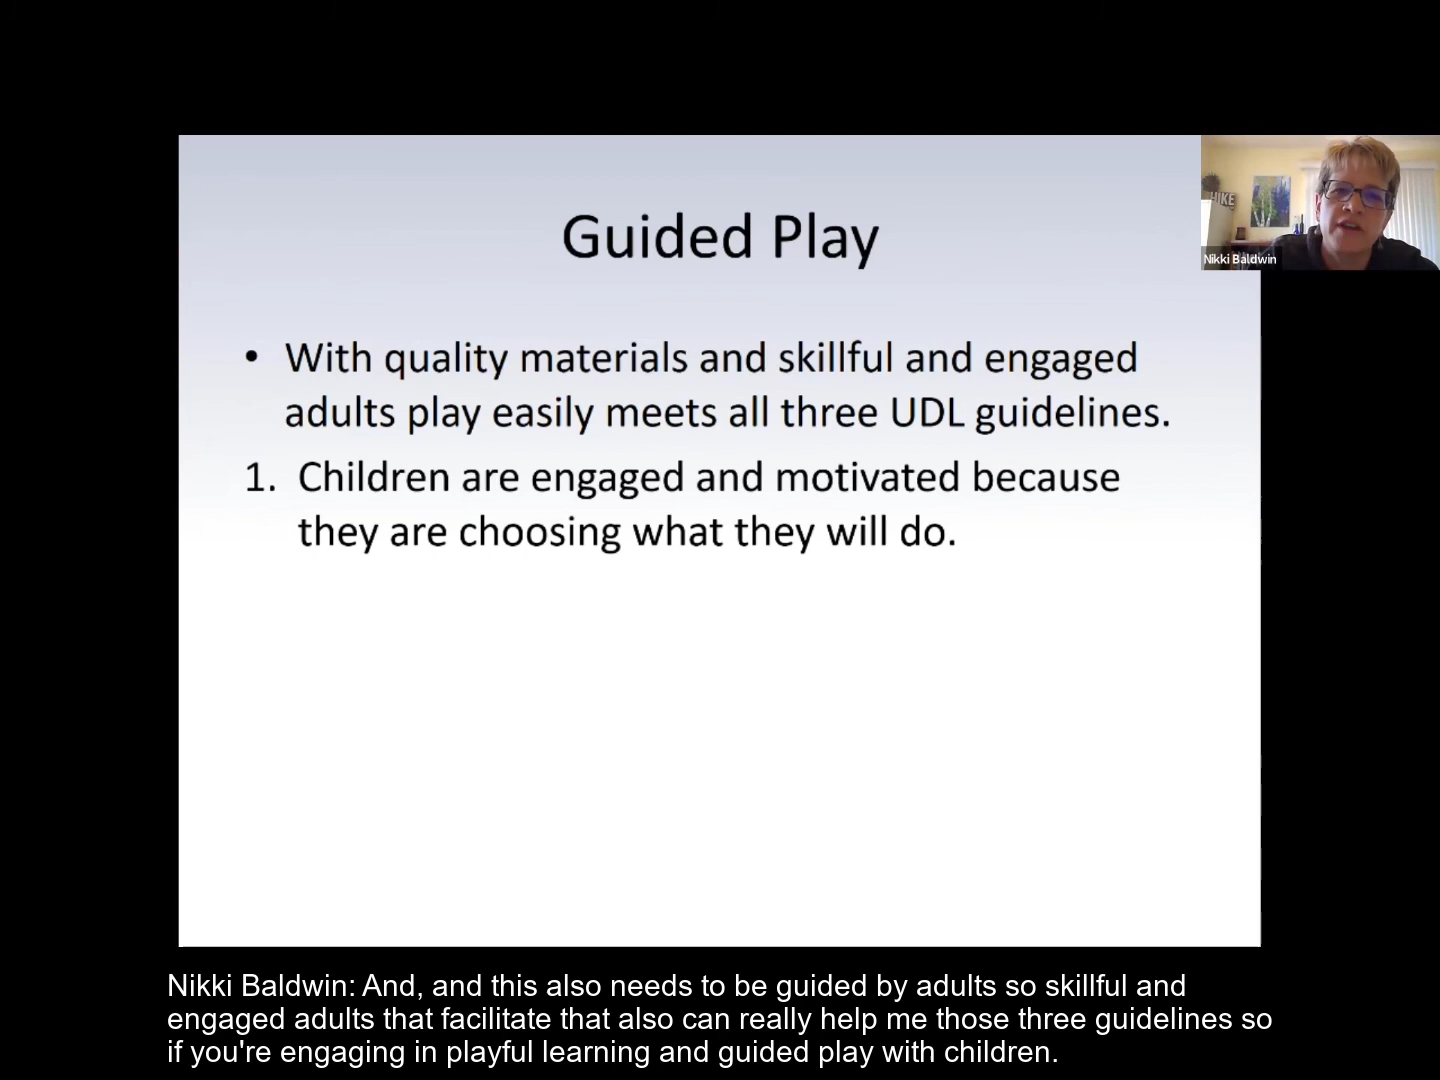 Guided Play
• With quality materials and skillful and engaged
adults play easily meets all three UDL guidelines.
1. Children are engaged and motivated because
they are choosing what they will do.
HIKE
Nikki Baldwin
Nikki Baldwin: And, and this also needs to be guided by adults so skillful and
engaged adults that facilitate that also can really help me those three guidelines so
if you're engaging in playful learning and guided play with children.